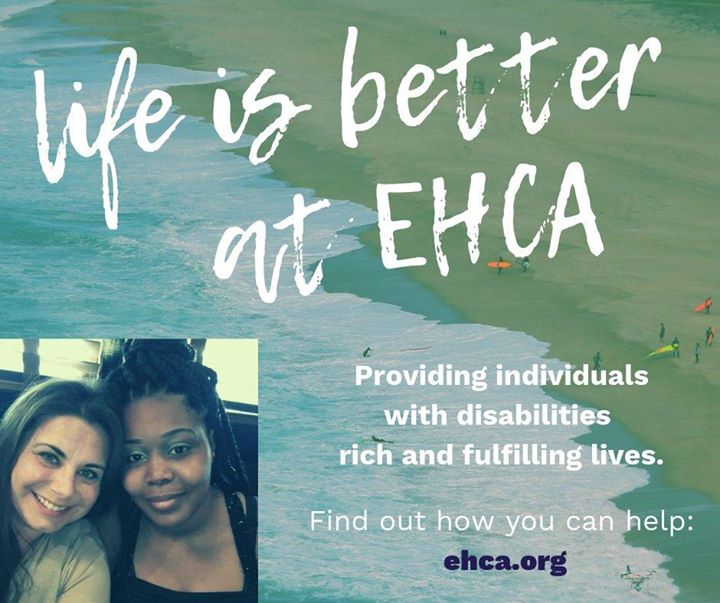 life is better
at EHCA
Providing individuals
with disabilities
rich and fulfilling lives.
Find out how you can help:
ehca.org